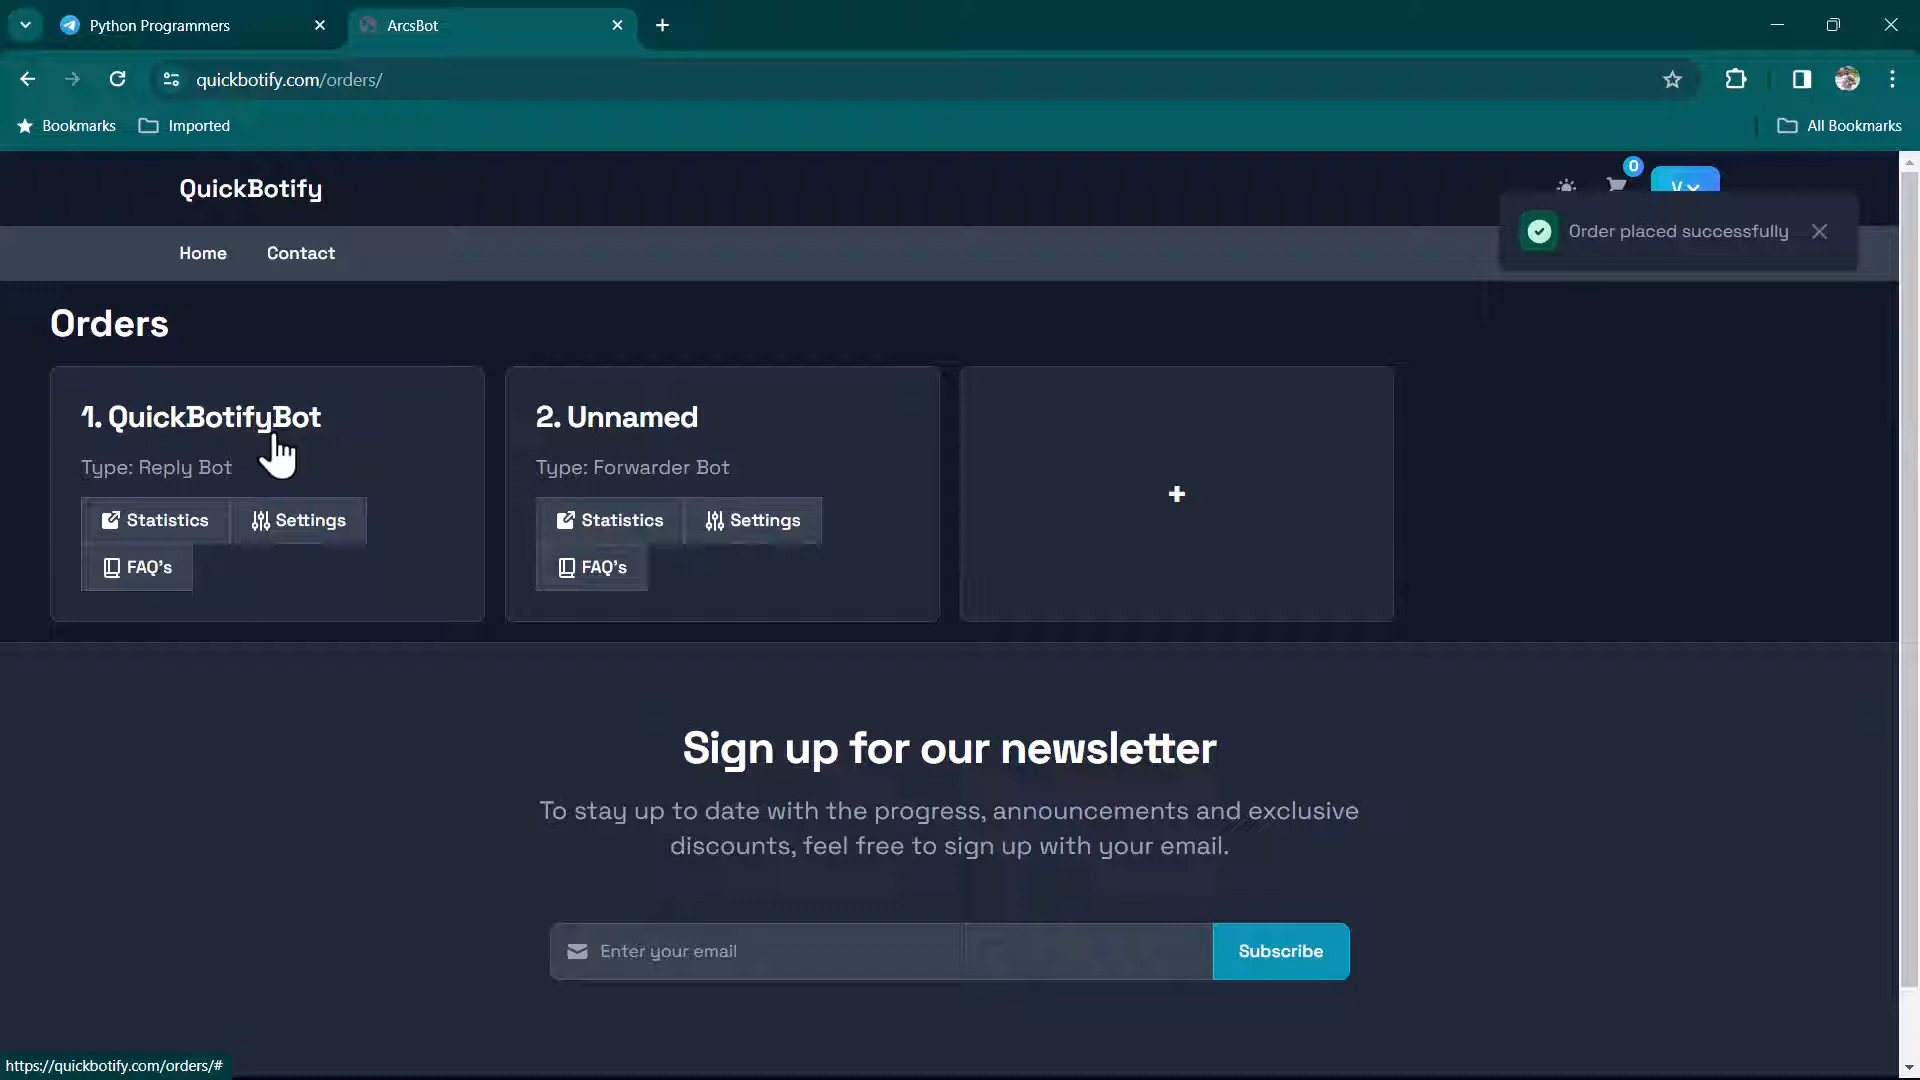 Python Programmers
ArcsBot
quickbotify.com/orders/
Bookmarks
Imported
All Bookmarks
QuickBotify
0
V
Order placed successfully
Home
Contact
Orders
1. QuickBotifyBot
Type: Reply Bot
Statistics
Settings
FAQ's
2. Unnamed
Type: Forwarder Bot
Statistics
Settings
FAQ's
+
Sign up for our newsletter
To stay up to date with the progress, announcements and exclusive
discounts, feel free to sign up with your email.
Enter your email
Subscribe
https://quickbotify.com/orders/#